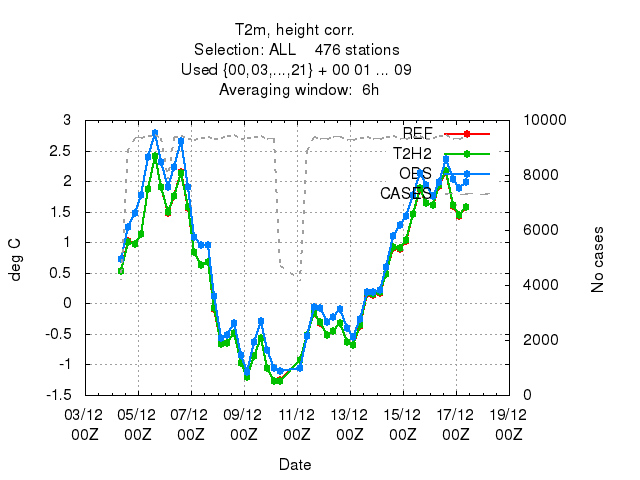 T2m, height corr.
Selection: ALL    476 stations
Used {00,03,...,21} + 00 01 ... 09
Averaging window:  6h
3
2.5
2
1.5
1
0.5
0
-0.5
-1
-1.5
deg C
10000
8000
6000
4000
2000
0
No cases
REF
T2H2
OBS
CASES
03/12 05/12 07/12 09/12 11/12 13/12 15/12 17/12 19/12
00Z 00Z 00Z 00Z 00Z 00Z 00Z 00Z 00Z
Date